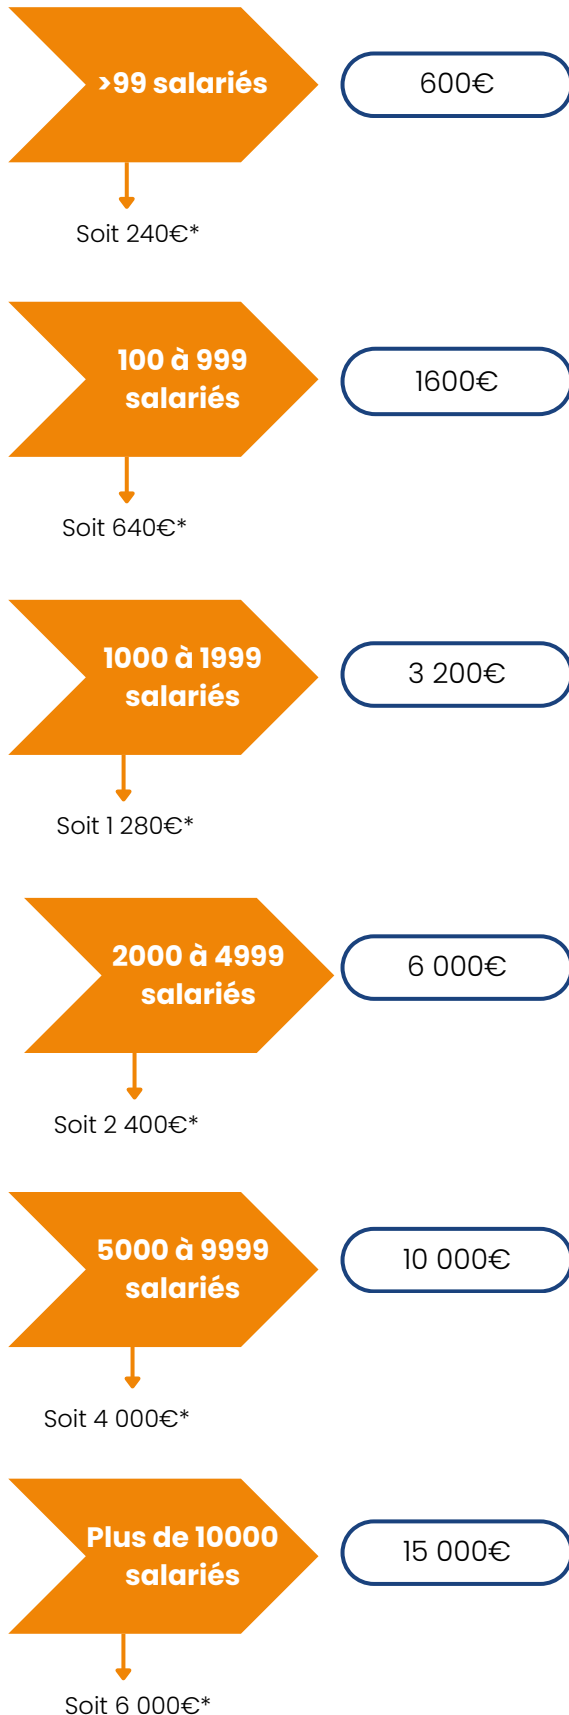 >99 salariés
600€
Soit 240€*
100 à 999
salariés
1600€
Soit 640€*
1000 à 1999
salariés
3 200€
Soit 1 280€*
2000 à 4999
salariés
6 000€
Soit 2 400€*
5000 à 9999
salariés
10 000€
Soit 4 000€*
Plus de 10000
salariés
15 000€
Soit 6 000€*